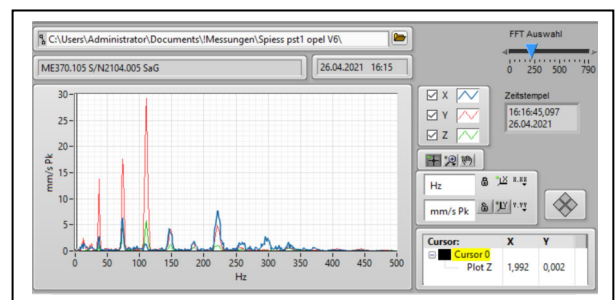 C:\Users\Administrator\Documents\!Messungen\Spiess pst1 opel V6\
FFT Auswahl
0 250 500 790
ME370.105 S/N2104.005 SaG
26.04.2021 16:15
X
Y
Z
Zeitstempel
16:16:45,097
26.04.2021
30
25
20
15
10
5
0
mm/s Pk
0 50 100 150 200 250 300 350 400 450 500
Hz
Hz
X.XX
mm/s Pk
Y.YY
Cursor: X Y
Cursor 0
Plot Z 1,992 0,002